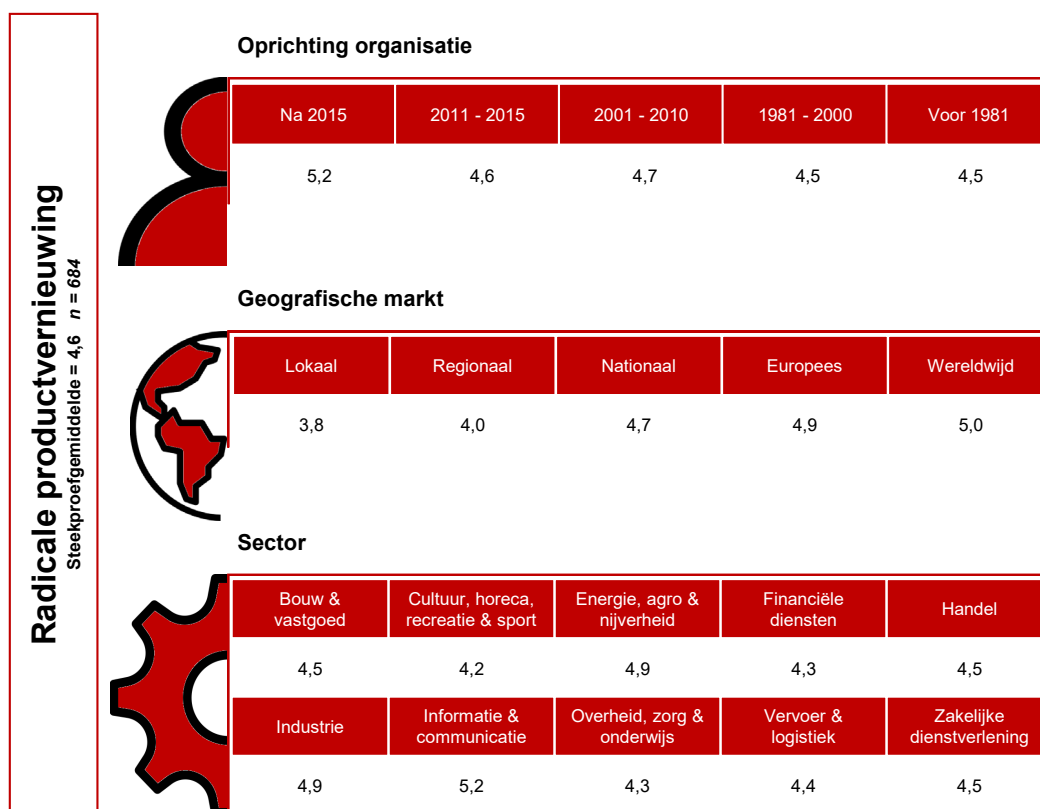 Radicale productvernieuwing
Steekproefgemiddelde = 4,6 n = 684
Oprichting organisatie
Na 2015 2011 - 2015 2001 - 2010 1981 - 2000 Voor 1981
5,2 4,6 4,7 4,5 4,5
Geografische markt
Lokaal Regionaal Nationaal Europees Wereldwijd
3,8 4,0 4,7 4,9 5,0
Sector
Bouw & Cultuur, horeca, Energie, agro & Financiële Handel
vastgoed recreatie & sport nijverheid diensten
4,5 4,2 4,9 4,3 4,5
Industrie Informatie & Overheid, zorg & Vervoer & Zakelijke
communicatie onderwijs logistiek dienstverlening
4,9 5,2 4,3 4,4 4,5